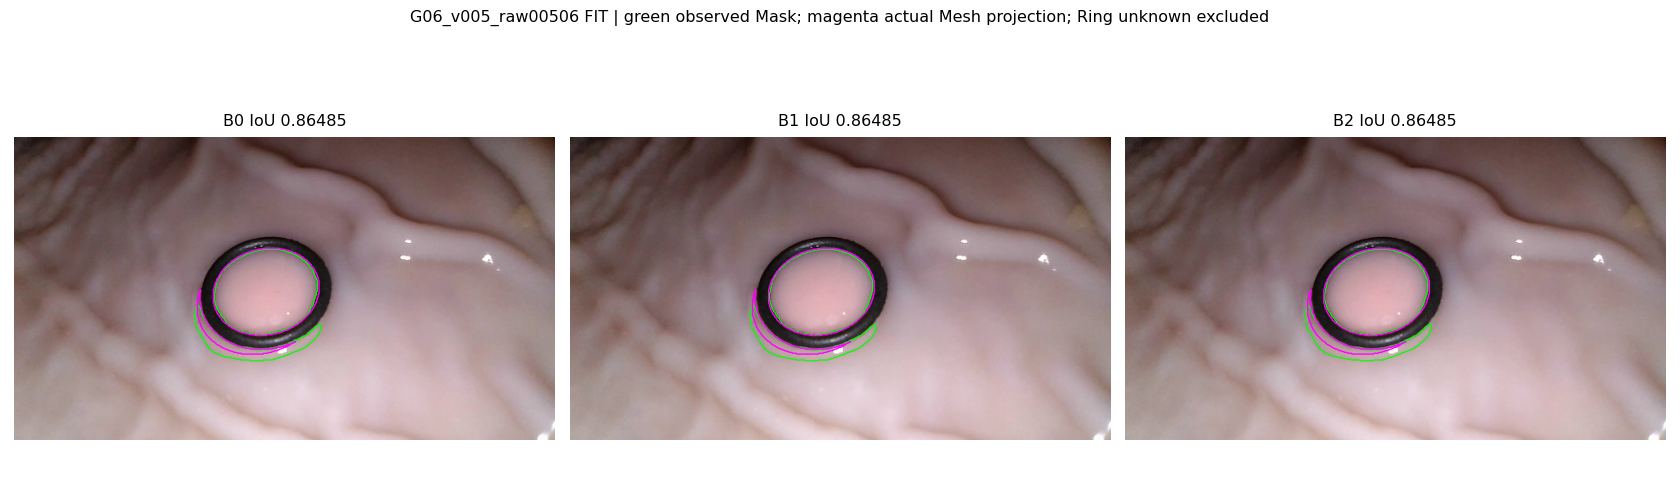 G06_v005_raw00506 FIT | green observed Mask; magenta actual Mesh projection; Ring unknown excluded
B0 IoU 0.86485
B1 IoU 0.86485
B2 IoU 0.86485